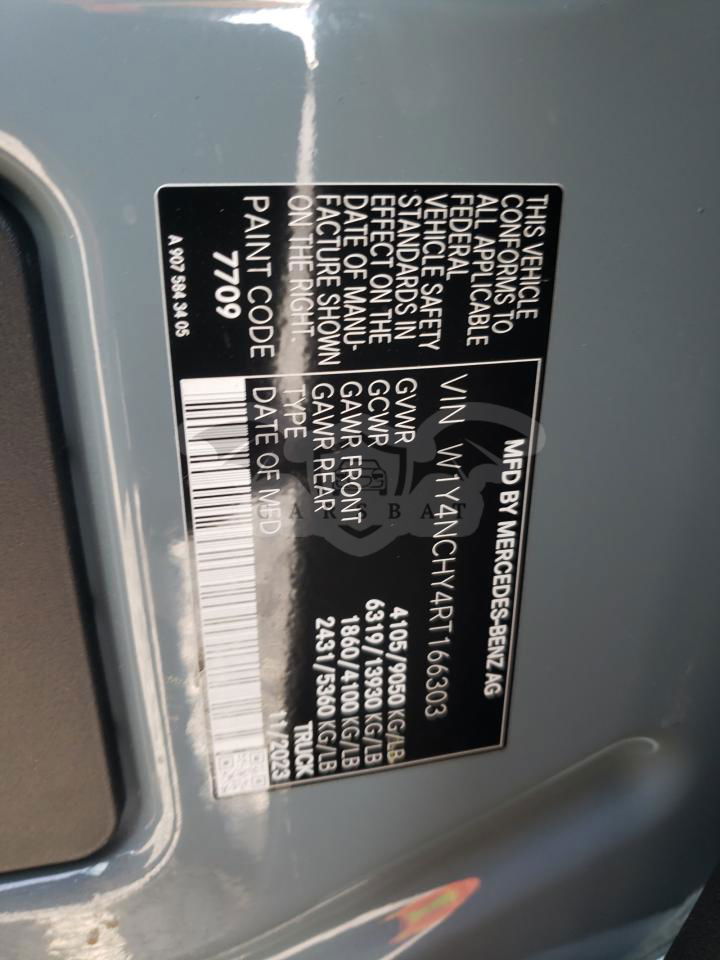 MFD BY MERCEDES-BENZ AG
VIN W1Y4NCHY4RT166303
GVWR 4105/9050 KG/LB
GCWR 6319/13930 KG/LB
GAWR FRONT 1860/4100 KG/LB
GAWR REAR 2431/5360 KG/LB
TYPE TRUCK
DATE OF MFD 11/2023
THIS VEHICLE
CONFORMS TO
ALL APPLICABLE
FEDERAL
VEHICLE SAFETY
STANDARDS IN
EFFECT ON THE
DATE OF MANU-
FACTURE SHOWN
ON THE RIGHT.
PAINT CODE
7709
A 907 584 34 05
CARSBAT